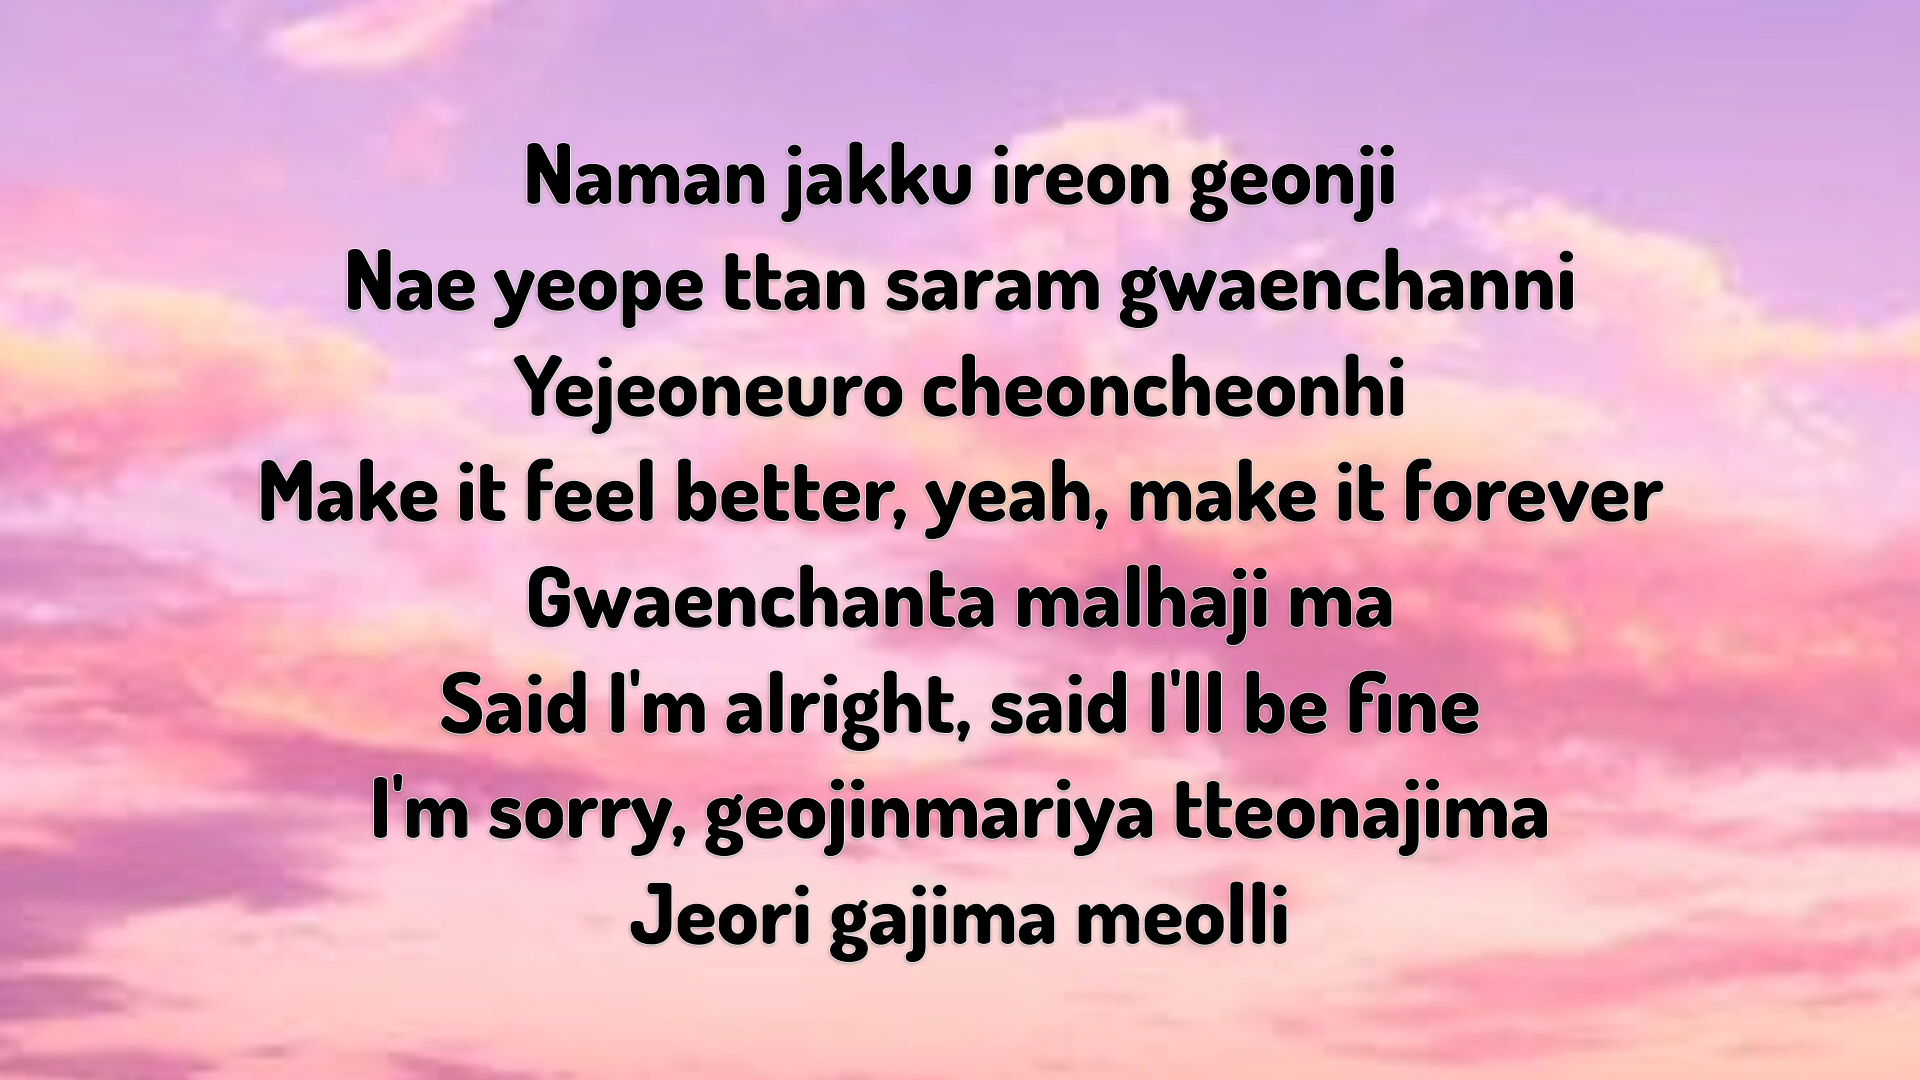 Naman jakku ireon geonji
Nae yeope ttan saram gwaenchanni
Yejeoneuro cheoncheonhi
Make it feel better, yeah, make it forever
Gwaenchanta malhaji ma
Said I'm alright, said I'll be fine
I'm sorry, geojinmariya tteonajima
Jeori gajima meolli